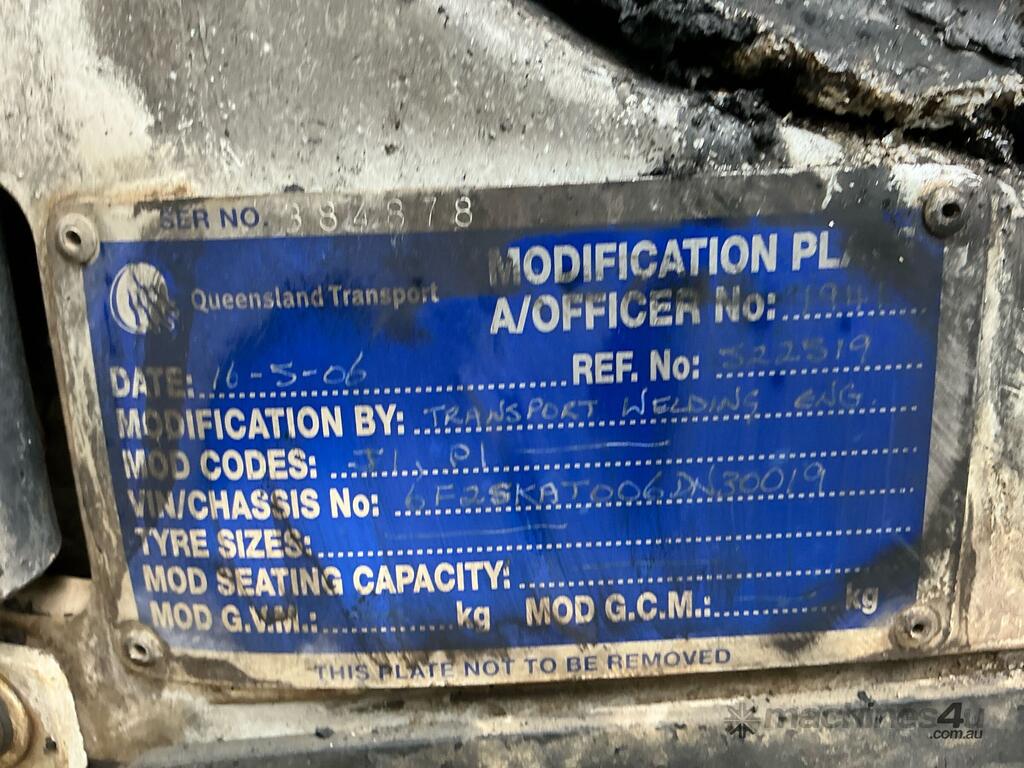 SER NO. 384878
MODIFICATION
Queensland Transport
A/OFFICER No:
DATE: 16-5-06 REF. No: 522519
MODIFICATION BY: TRANSPORT WELDING ENG.
MOD CODES: J1, P1
VIN/CHASSIS No:
TYRE SIZES:
MOD SEATING CAPACITY:
MOD G.V.M.: kg MOD G.C.M.: kg
THIS PLATE NOT TO BE REMOVED
machines4u
.com.au